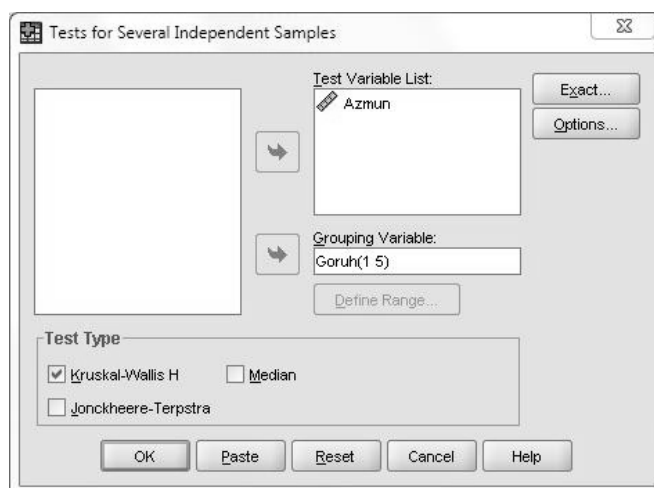 Tests for Several Independent Samples
Test Variable List:
Azmun
Exact...
Options...
Grouping Variable:
Goruh(1 5)
Define Range...
Test Type
Kruskal-Wallis H
Median
Jonckheere-Terpstra
OK
Paste
Reset
Cancel
Help